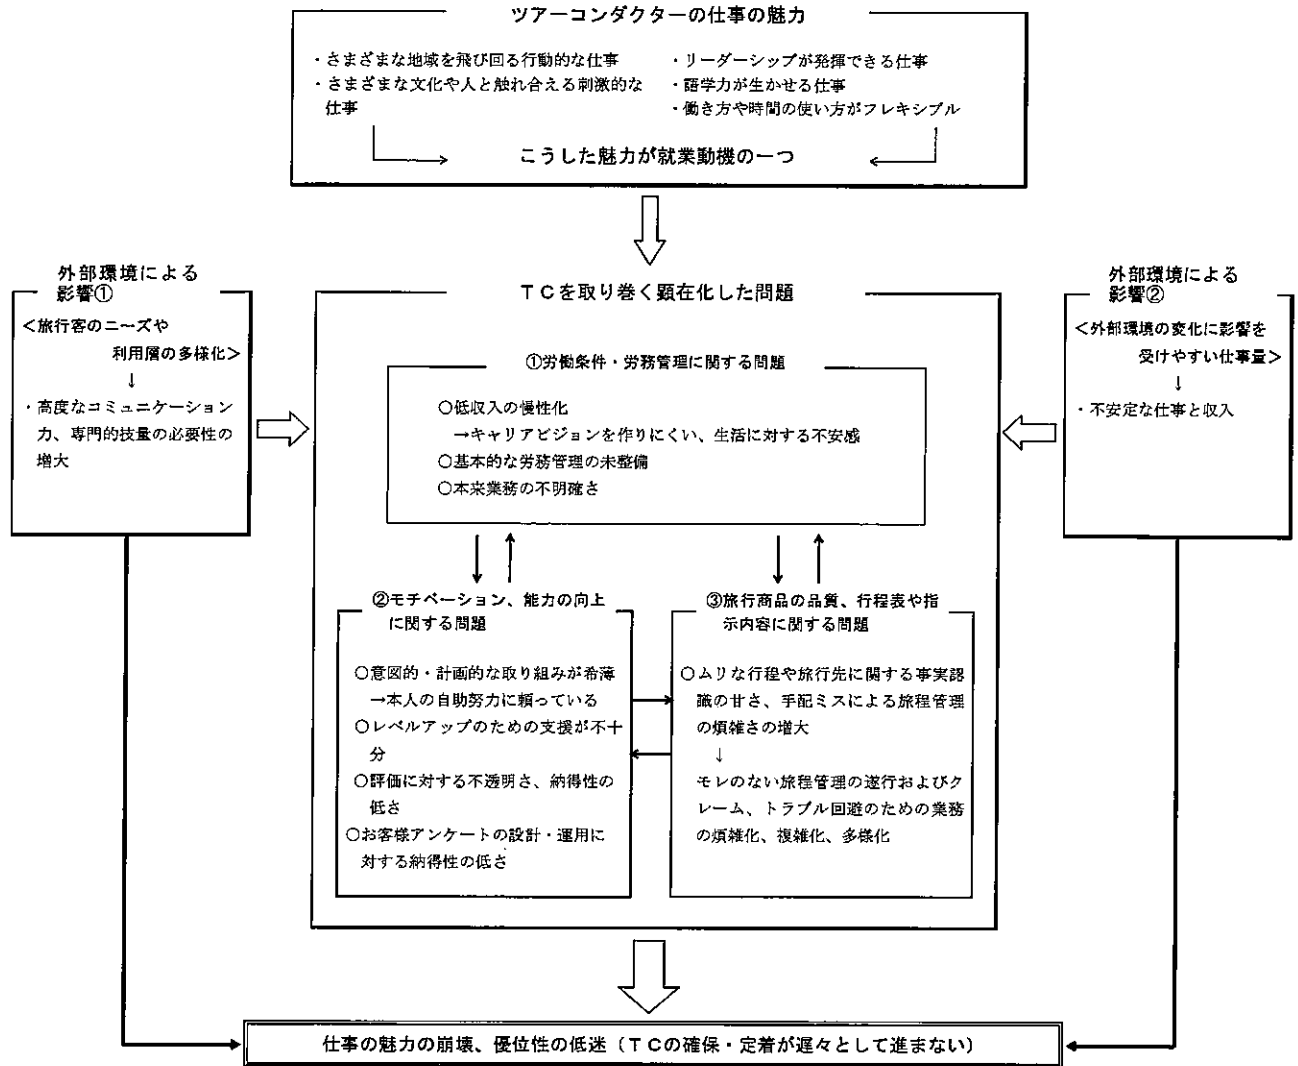 ツアーコンダクターの仕事の魅力
・さまざまな地域を飛び回る行動的な仕事
・さまざまな文化や人と触れ合える刺激的な
仕事
・リーダーシップが発揮できる仕事
・語学力が生かせる仕事
・働き方や時間の使い方がフレキシブル
こうした魅力が就業動機の一つ
外部環境による
影響①
<旅行客のニーズや
利用層の多様化>
↓
・高度なコミュニケーション
力、専門的技量の必要性の
増大
TCを取り巻く顕在化した問題
①労働条件・労務管理に関する問題
○低収入の慢性化
→キャリアビジョンを作りにくい、生活に対する不安感
○基本的な労務管理の未整備
○本来業務の不明確さ
外部環境による
影響②
<外部環境の変化に影響を
受けやすい仕事量>
↓
・不安定な仕事と収入
②モチベーション、能力の向上
に関する問題
○意図的・計画的な取り組みが希薄
→本人の自助努力に頼っている
○レベルアップのための支援が不十
分
○評価に対する不透明さ、納得性の
低さ
○お客様アンケートの設計・運用に
対する納得性の低さ
③旅行商品の品質、行程表や指
示内容に関する問題
○ムリな行程や旅行先に関する事実認
識の甘さ、手配ミスによる旅程管理
の煩雑さの増大
↓
モレのない旅程管理の遂行およびク
レーム、トラブル回避のための業務
の煩雑化、複雑化、多様化
仕事の魅力の崩壊、優位性の低迷(TCの確保・定着が遅々として進まない)